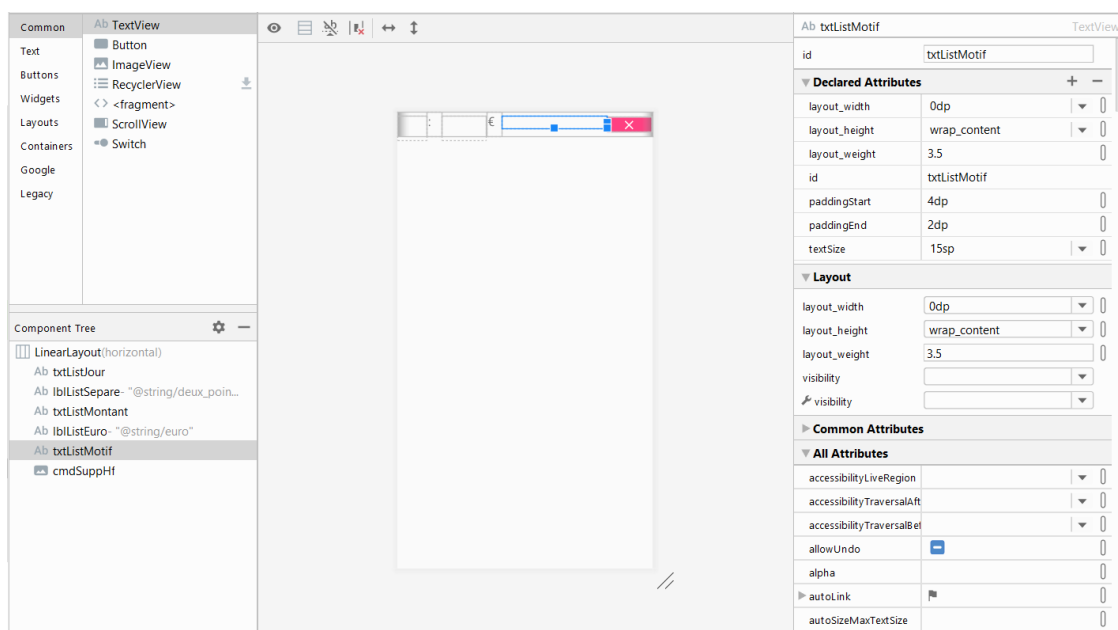 Common
Text
Buttons
Widgets
Layouts
Containers
Google
Legacy
Ab TextView
Button
ImageView
RecyclerView
<> <fragment>
ScrollView
Switch
Component Tree
LinearLayout(horizontal)
Ab txtListJour
Ab lblListSepare- "@string/deux_poin...
Ab txtListMontant
Ab lblListEuro- "@string/euro"
Ab txtListMotif
cmdSuppHf
: €
Ab txtListMotif TextView
id txtListMotif
Declared Attributes
layout_width 0dp
layout_height wrap_content
layout_weight 3.5
id txtListMotif
paddingStart 4dp
paddingEnd 2dp
textSize 15sp
Layout
layout_width 0dp
layout_height wrap_content
layout_weight 3.5
visibility
visibility
Common Attributes
All Attributes
accessibilityLiveRegion
accessibilityTraversalAft
accessibilityTraversalBef
allowUndo
alpha
autoLink
autoSizeMaxTextSize